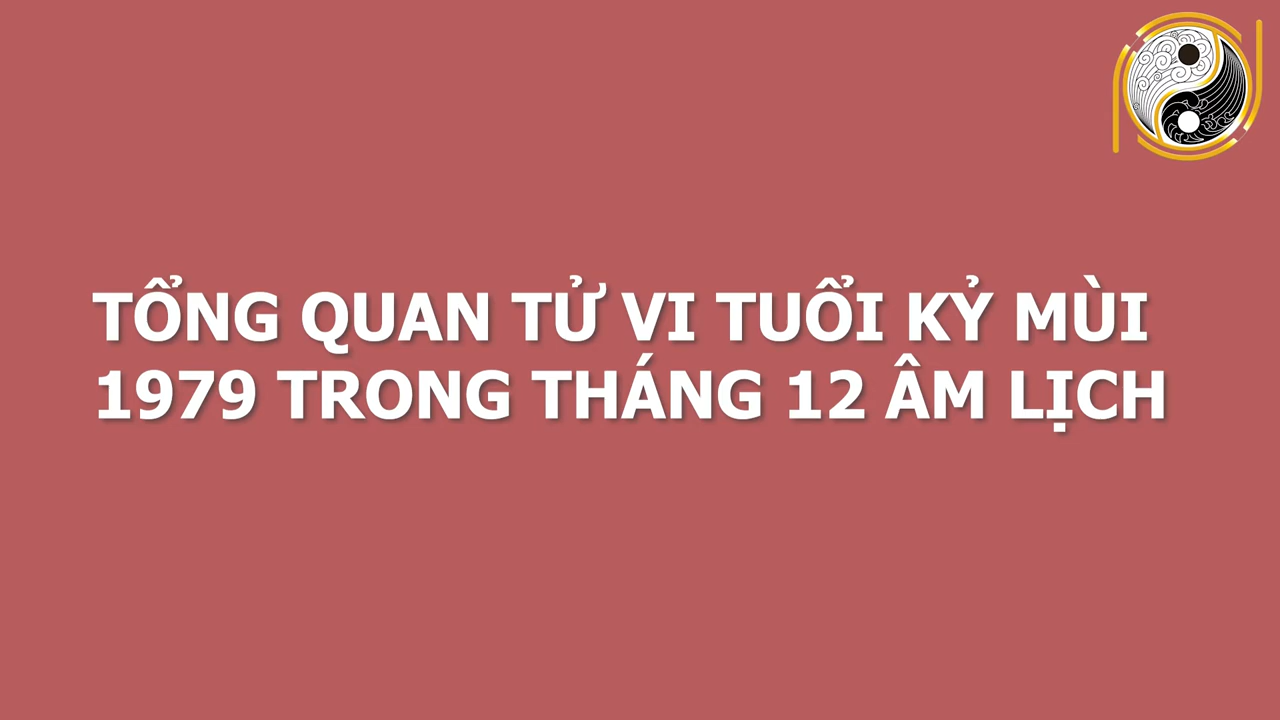 TỔNG QUAN TỬ VI TUỔI KỶ MÙI
1979 TRONG THÁNG 12 ÂM LỊCH